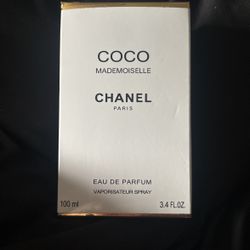 COCO
MADEMOISELLE
CHANEL
PARIS
EAU DE PARFUM
VAPORISATEUR SPRAY
100 ml 3.4 FL.OZ.